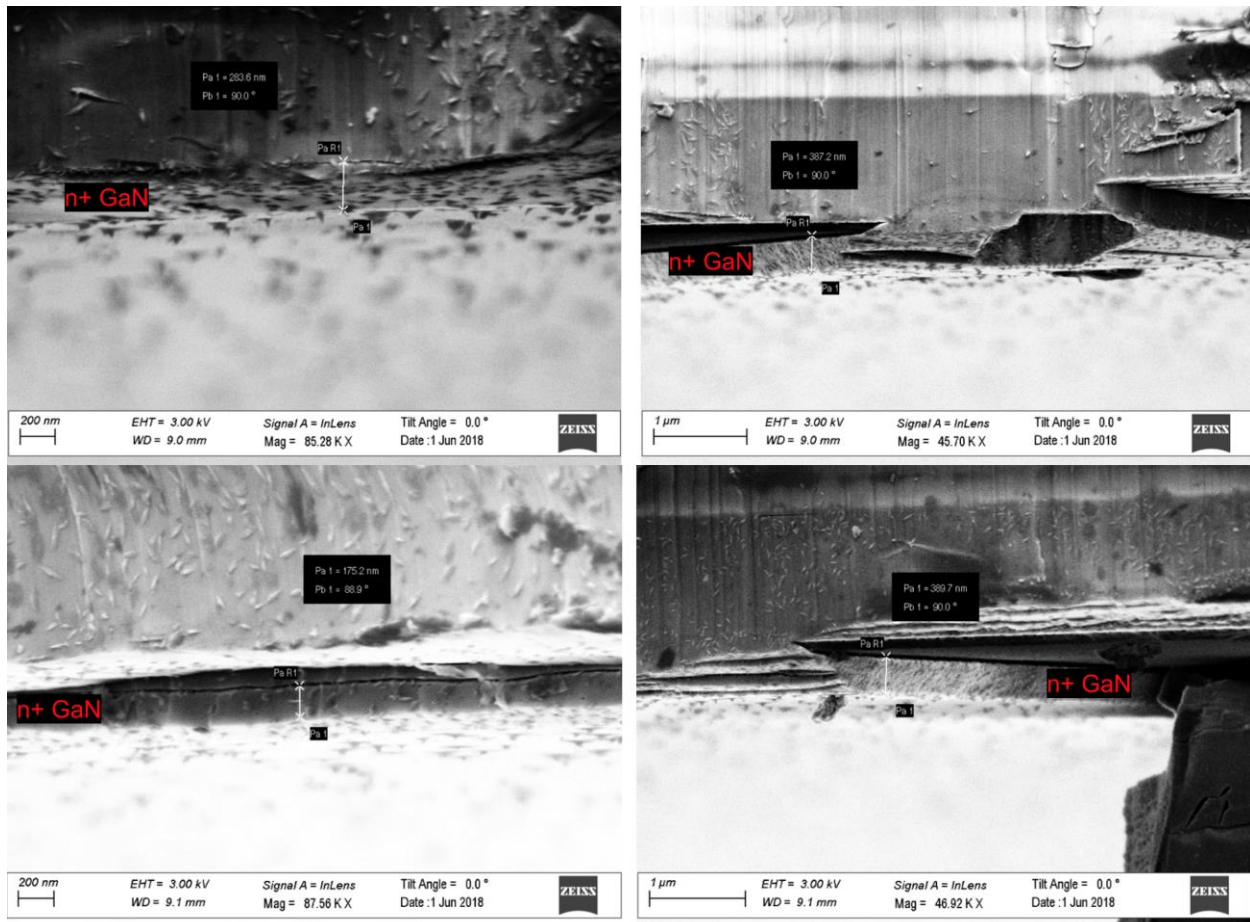 Pa 1 = 283.6 nm
Pb 1 = 90.0 °
Pa R1
n+ GaN
Pa 1
200 nm
EHT = 3.00 kV
Signal A = InLens
Tilt Angle = 0.0 °
WD = 9.0 mm
Mag = 85.28 K X
Date :1 Jun 2018
ZEISS
Pa 1 = 387.2 nm
Pb 1 = 90.0 °
Pa R1
n+ GaN
Pa 1
1 µm
EHT = 3.00 kV
Signal A = InLens
Tilt Angle = 0.0 °
WD = 9.0 mm
Mag = 45.70 K X
Date :1 Jun 2018
ZEISS
Pa 1 = 175.2 nm
Pb 1 = 88.9 °
Pa R1
n+ GaN
Pa 1
200 nm
EHT = 3.00 kV
Signal A = InLens
Tilt Angle = 0.0 °
WD = 9.1 mm
Mag = 87.56 K X
Date :1 Jun 2018
ZEISS
Pa 1 = 389.7 nm
Pb 1 = 90.0 °
Pa R1
n+ GaN
Pa 1
1 µm
EHT = 3.00 kV
Signal A = InLens
Tilt Angle = 0.0 °
WD = 9.1 mm
Mag = 46.92 K X
Date :1 Jun 2018
ZEISS